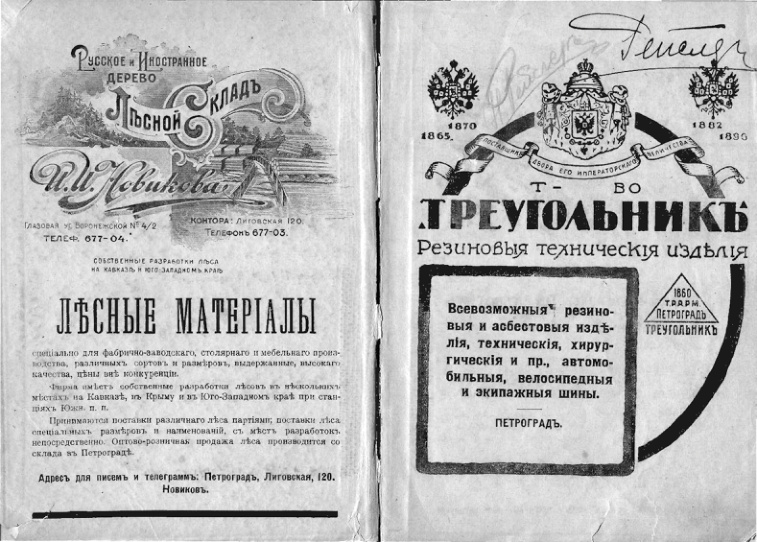 Русское и Иностранное
дерево
Лѣсной Складъ
И.И. Новикова,
Глазовая уг. Воронежской № 4/2
Телеф. 677-04.
Контора: Лиговская 120.
Телефонъ 677-03.
Собственные разработки лѣса
на Кавказѣ и Юго-Западномъ краѣ
ЛѢСНЫЕ МАТЕРІАЛЫ
спеціально для фабрично-заводскаго, столярнаго и мебельнаго произ-
водства, различныхъ сортовъ и размѣровъ, выдержанные, высокаго
качества, цѣны внѣ конкуренціи.
Фирма имѣетъ собственные разработки лѣсовъ въ нѣсколькихъ
мѣстахъ на Кавказѣ, въ Крыму и въ Юго-Западномъ краѣ при стан-
ціяхъ Южн. п. п.
Принимаются поставки различнаго лѣса партіями; поставки лѣса
спеціальныхъ размѣровъ и наименованій, съ мѣстъ разработокъ
непосредственно. Оптово-розничная продажа лѣса производится со
склада въ Петроградѣ.
Адресъ для писемъ и телеграммъ: Петроградъ, Лиговская, 120.
Новиковъ.
1870
1865
1882
1896
ПОСТАВЩИКЪ ДВОРА ЕГО ИМПЕРАТОРСКАГО ВЕЛИЧЕСТВА
Т-ВО
ТРЕУГОЛЬНИКЪ
Резиновыя техническія издѣлія
Всевозможныя резино-
выя и асбестовыя издѣ-
лія, техническія, хирур-
гическія и пр., автомо-
бильныя, велосипедныя
и экипажныя шины.
ПЕТРОГРАДЪ.
1860
Т.Р.А.Р.М.
ПЕТРОГРАДЪ
ТРЕУГОЛЬНИКЪ